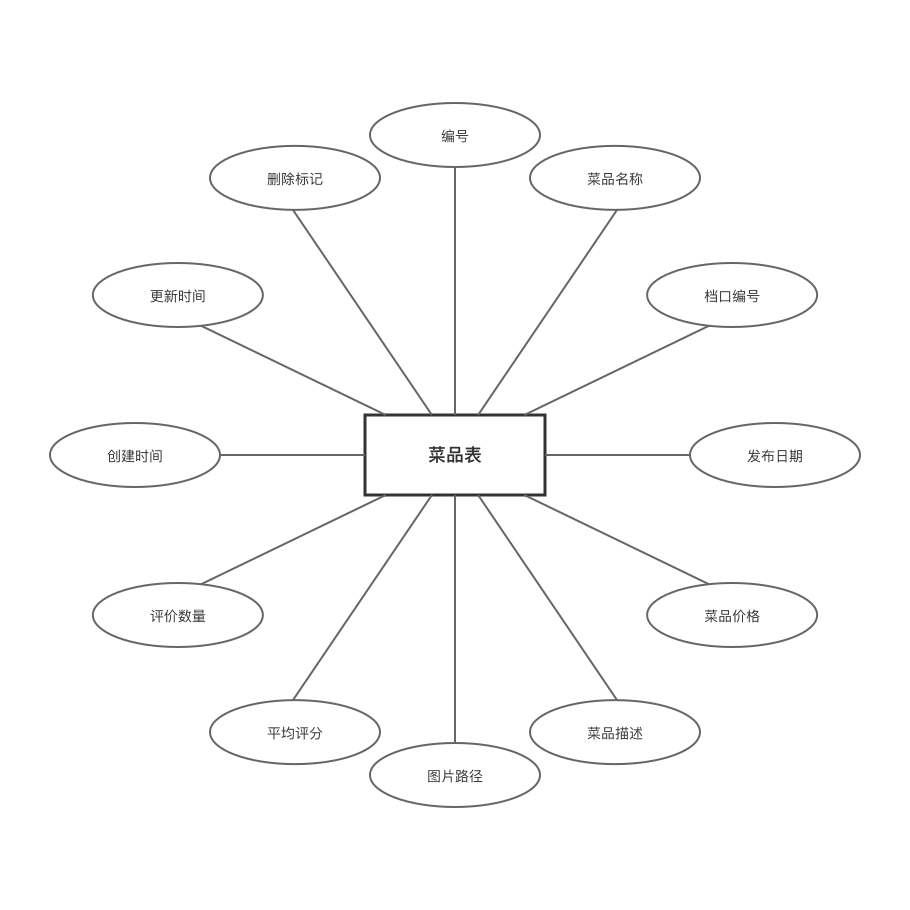 编号
删除标记
菜品名称
更新时间
档口编号
菜品表
创建时间
发布日期
评价数量
菜品价格
平均评分
菜品描述
图片路径